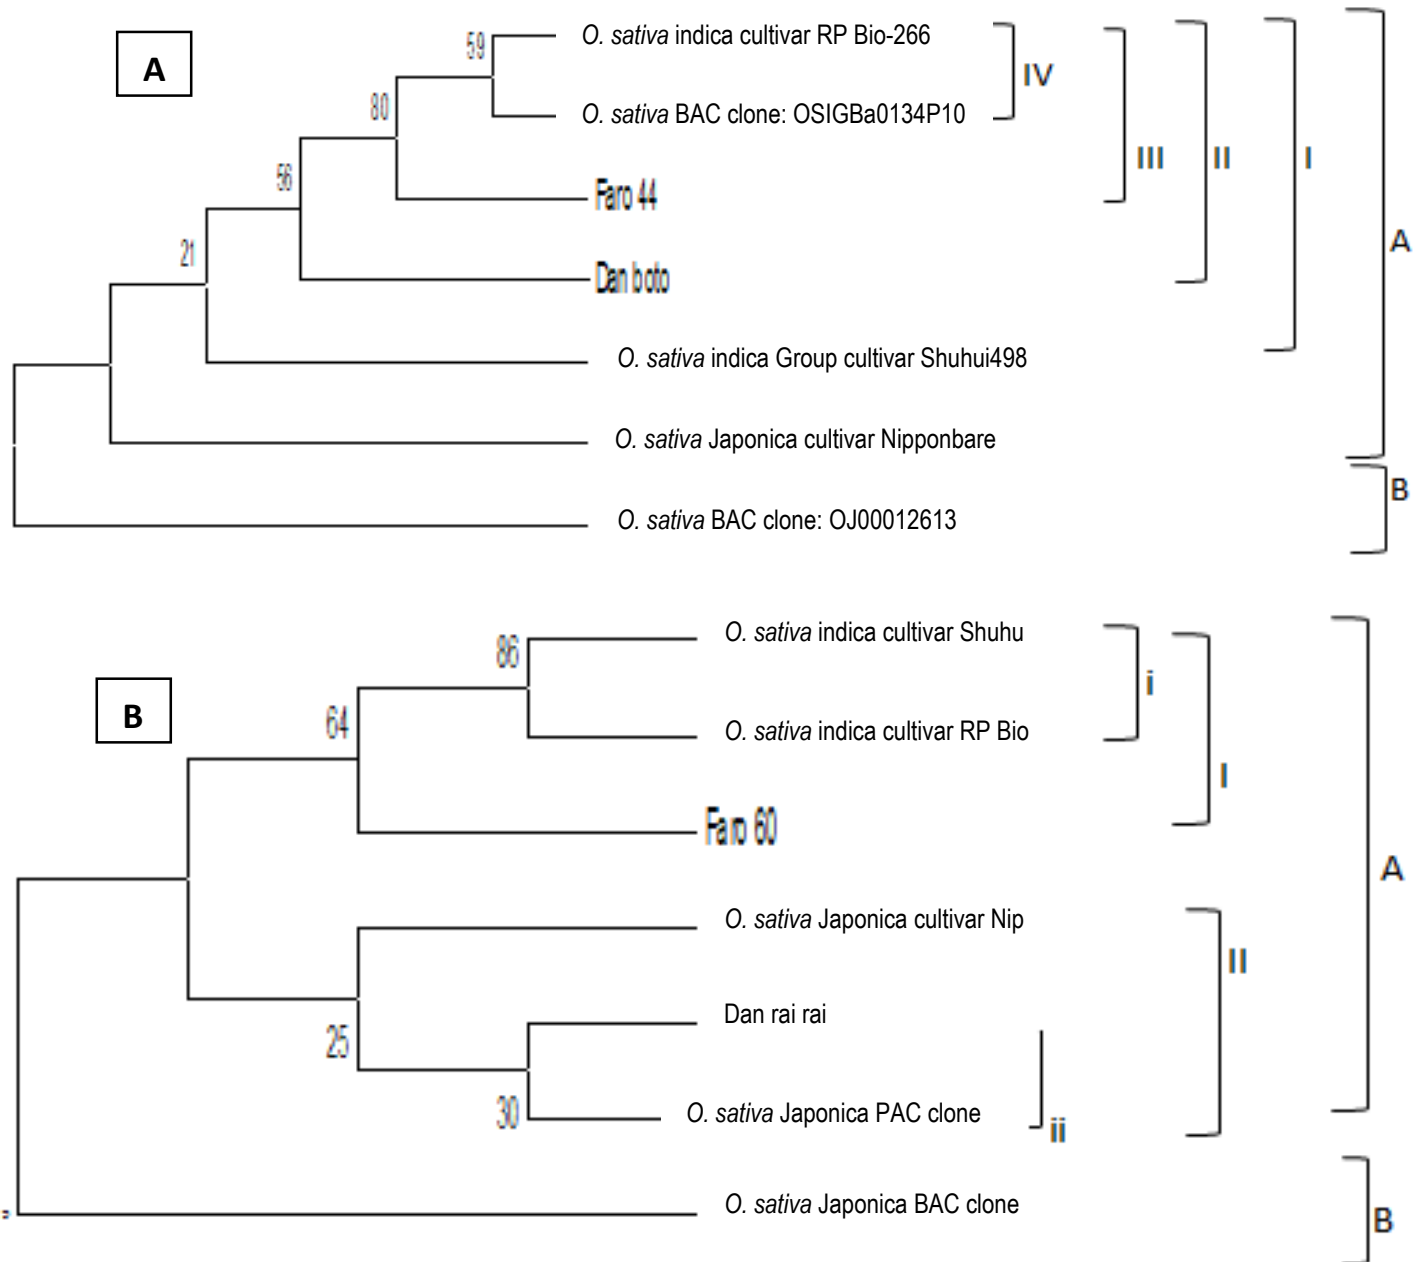 A
59
O. sativa indica cultivar RP Bio-266
IV
80
O. sativa BAC clone: OSIGBa0134P10
III
II
I
56
Faro 44
A
21
Dan boto
O. sativa indica Group cultivar Shuhui498
O. sativa Japonica cultivar Nipponbare
B
O. sativa BAC clone: OJ00012613
86
O. sativa indica cultivar Shuhu
i
B
64
O. sativa indica cultivar RP Bio
I
Faro 60
A
O. sativa Japonica cultivar Nip
II
Dan rai rai
25
30
O. sativa Japonica PAC clone
ii
O. sativa Japonica BAC clone
B